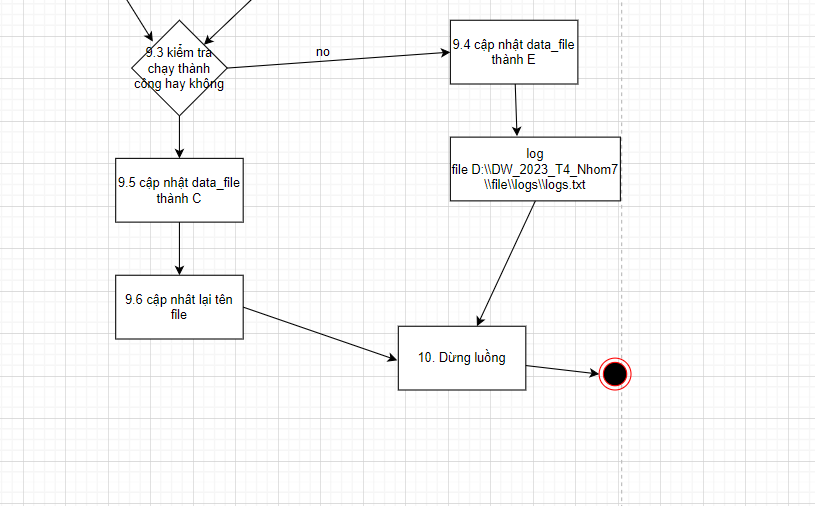 9.3 kiểm tra
chạy thành
công hay không
no
9.4 cập nhật data_file
thành E
log
file D:\\DW_2023_T4_Nhom7
\\file\\logs\\logs.txt
9.5 cập nhật data_file
thành C
9.6 cập nhât lại tên
file
10. Dừng luồng